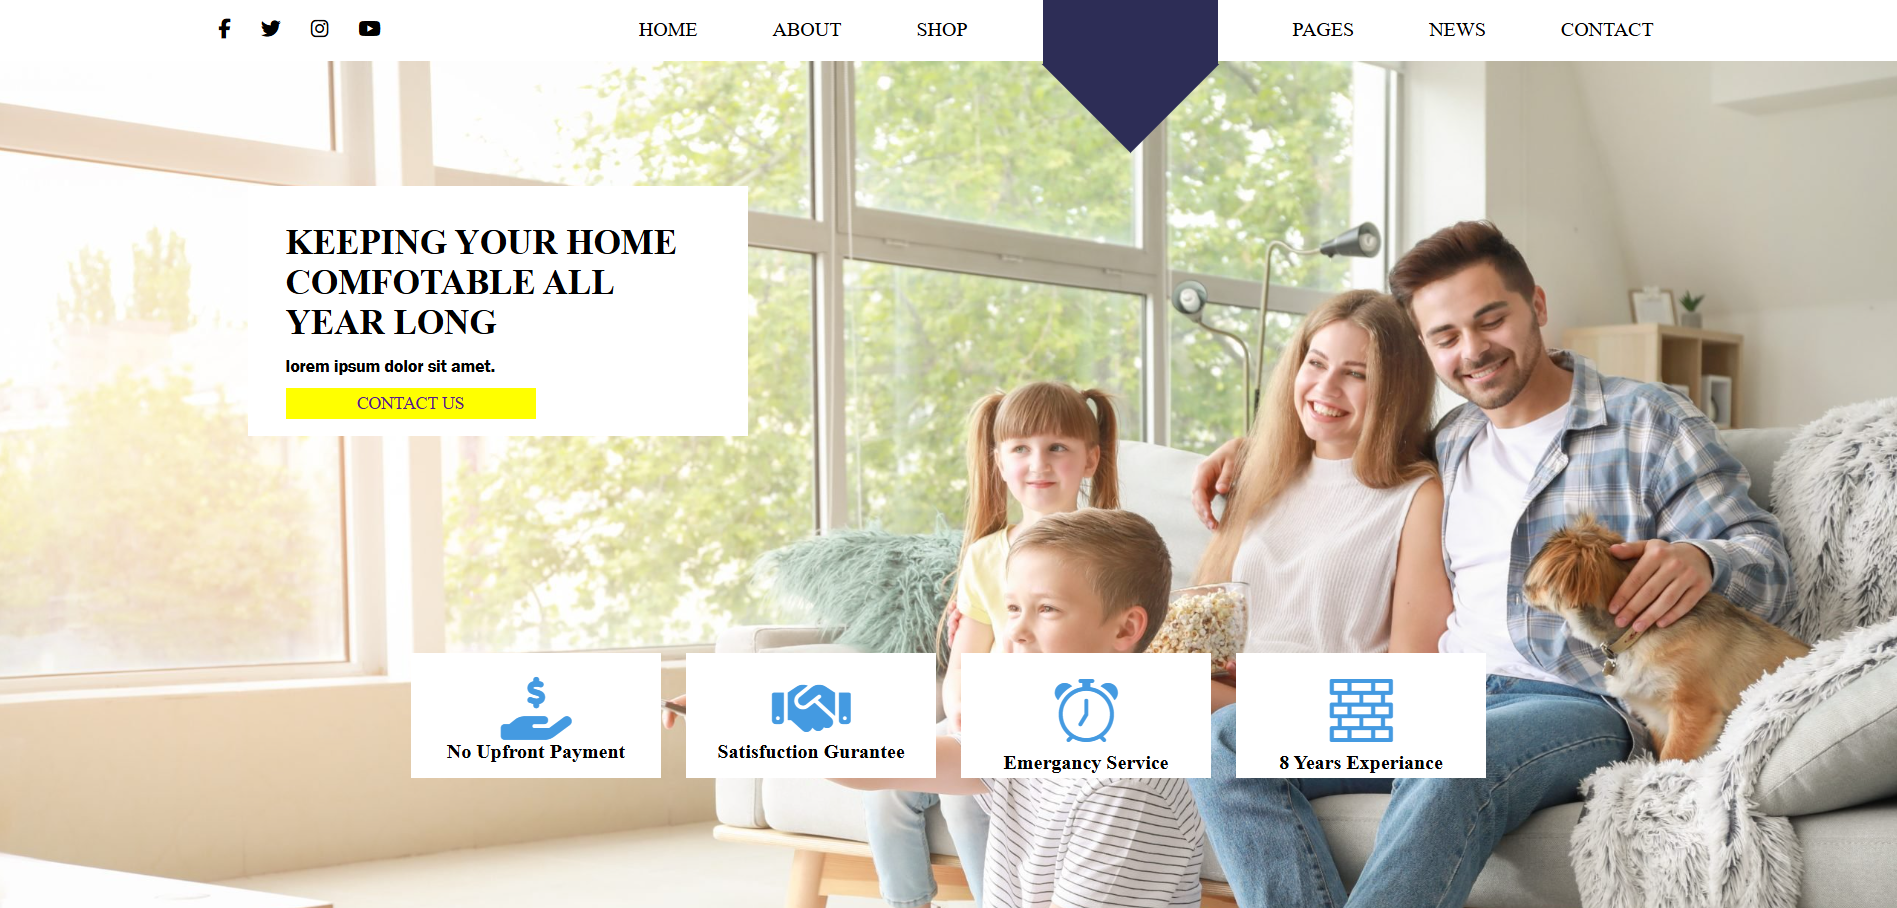 HOME ABOUT SHOP PAGES NEWS CONTACT
KEEPING YOUR HOME
COMFOTABLE ALL
YEAR LONG
lorem ipsum dolor sit amet.
CONTACT US
No Upfront Payment
Satisfuction Gurantee
Emergancy Service
8 Years Experiance